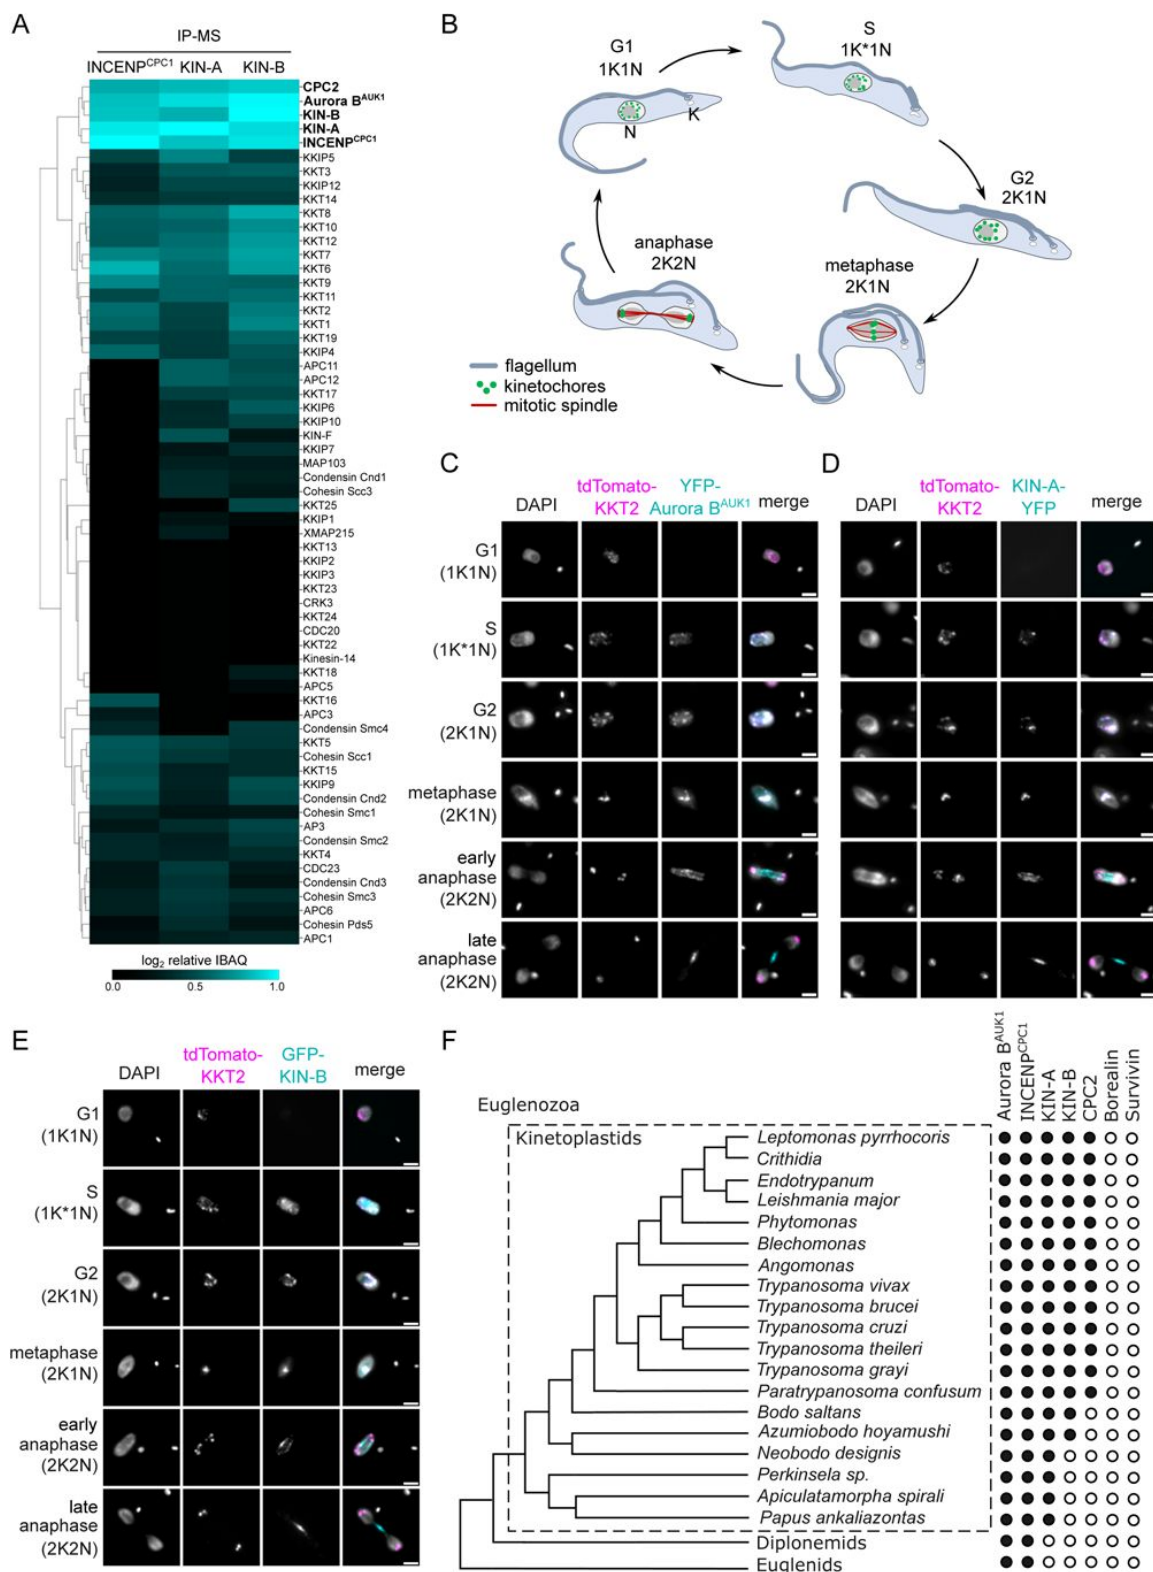 A
IP-MS
INCENP^CPC1 KIN-A KIN-B
CPC2
Aurora B^AUK1
KIN-B
KIN-A
INCENP^CPC1
KKIP5
KKT3
KKIP12
KKT14
KKT8
KKT10
KKT12
KKT7
KKT6
KKT9
KKT11
KKT2
KKT1
KKT19
KKIP4
APC11
APC12
KKT17
KKIP6
KKIP10
KIN-F
KKIP7
MAP103
Condensin Cnd1
Cohesin Scc3
KKT25
KKIP1
XMAP215
KKT13
KKIP2
KKIP3
KKT23
CRK3
KKT24
CDC20
KKT22
Kinesin-14
KKT18
APC5
KKT16
APC3
Condensin Smc4
KKT5
Cohesin Scc1
KKT15
KKIP9
Condensin Cnd2
Cohesin Smc1
AP3
Condensin Smc2
KKT4
CDC23
Condensin Cnd3
Cohesin Smc3
APC6
Cohesin Pds5
APC1
log₂ relative IBAQ
0.0 0.5 1.0
B
G1
1K1N
N
K
S
1K*1N
G2
2K1N
metaphase
2K1N
anaphase
2K2N
flagellum
kinetochores
mitotic spindle
C
DAPI
tdTomato-
KKT2
YFP-
Aurora B^AUK1
merge
G1
(1K1N)
S
(1K*1N)
G2
(2K1N)
metaphase
(2K1N)
early
anaphase
(2K2N)
late
anaphase
(2K2N)
D
DAPI
tdTomato-
KKT2
KIN-A-
YFP
merge
E
DAPI
tdTomato-
KKT2
GFP-
KIN-B
merge
G1
(1K1N)
S
(1K*1N)
G2
(2K1N)
metaphase
(2K1N)
early
anaphase
(2K2N)
late
anaphase
(2K2N)
F
Aurora B^AUK1
INCENP^CPC1
KIN-A
KIN-B
CPC2
Borealin
Survivin
Euglenozoa
Kinetoplastids
Leptomonas pyrrhocoris
Crithidia
Endotrypanum
Leishmania major
Phytomonas
Blechomonas
Angomonas
Trypanosoma vivax
Trypanosoma brucei
Trypanosoma cruzi
Trypanosoma theileri
Trypanosoma grayi
Paratrypanosoma confusum
Bodo saltans
Azumiobodo hoyamushi
Neobodo designis
Perkinsela sp.
Apiculatamorpha spirali
Papus ankaliazontas
Diplonemids
Euglenids